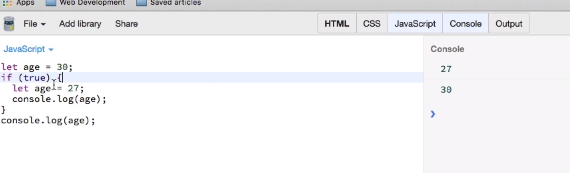 Apps
Web Development
Saved articles
File
Add library
Share
HTML
CSS
JavaScript
Console
Output
JavaScript
Console
let age = 30;
if (true) {
let age = 27;
console.log(age);
}
console.log(age);
27
30